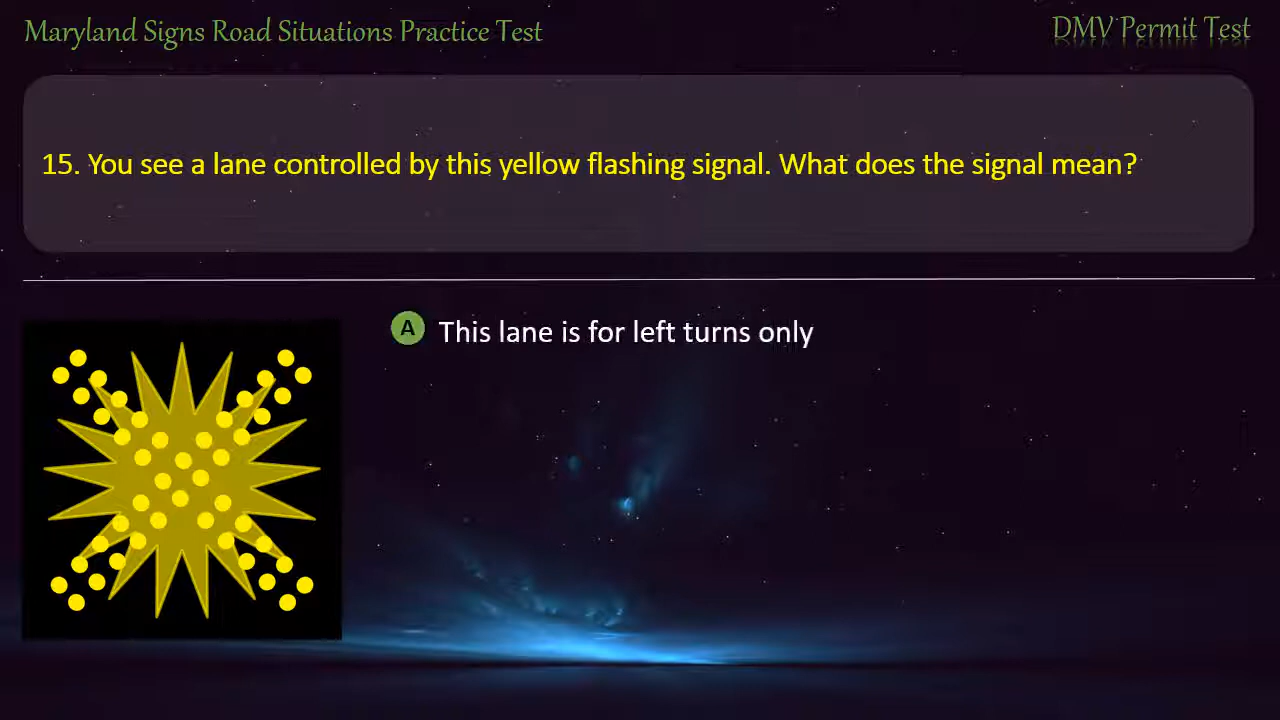 Maryland Signs Road Situations Practice Test
DMV Permit Test
15. You see a lane controlled by this yellow flashing signal. What does the signal mean?
A This lane is for left turns only